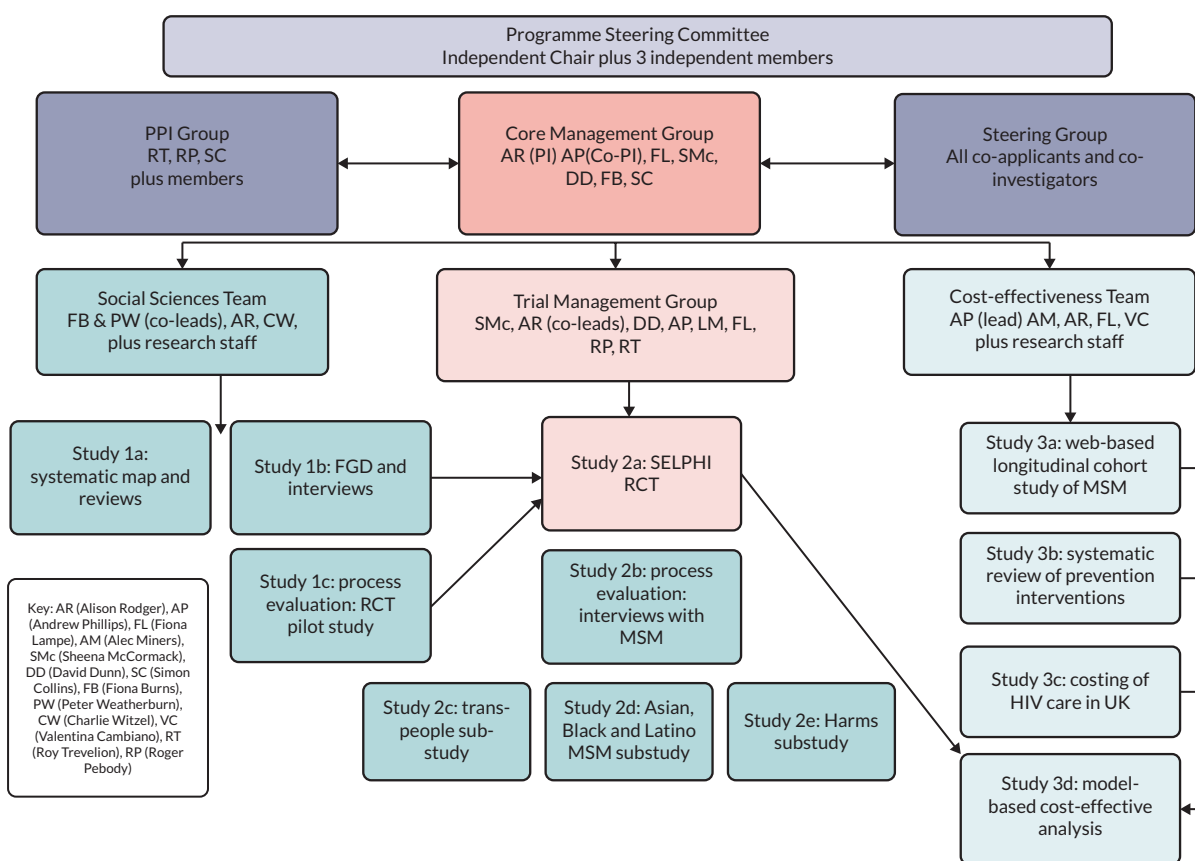 Programme Steering Committee
Independent Chair plus 3 independent members
PPI Group
RT, RP, SC
plus members
Core Management Group
AR (PI) AP(Co-PI), FL, SMc,
DD, FB, SC
Steering Group
All co-applicants and co-
investigators
Social Sciences Team
FB & PW (co-leads), AR, CW,
plus research staff
Trial Management Group
SMc, AR (co-leads), DD, AP, LM, FL,
RP, RT
Cost-effectiveness Team
AP (lead) AM, AR, FL, VC
plus research staff
Study 1a:
systematic map and
reviews
Study 1b: FGD and
interviews
Study 2a: SELPHI
RCT
Study 3a: web-based
longitudinal cohort
study of MSM
Study 1c: process
evaluation: RCT
pilot study
Study 2b: process
evaluation:
interviews with
MSM
Study 3b: systematic
review of prevention
interventions
Key: AR (Alison Rodger), AP
(Andrew Phillips), FL (Fiona
Lampe), AM (Alec Miners),
SMc (Sheena McCormack),
DD (David Dunn), SC (Simon
Collins), FB (Fiona Burns),
PW (Peter Weatherburn),
CW (Charlie Witzel), VC
(Valentina Cambiano), RT
(Roy Trevelion), RP (Roger
Pebody)
Study 2c: trans-
people sub-
study
Study 2d: Asian,
Black and Latino
MSM substudy
Study 2e: Harms
substudy
Study 3c: costing of
HIV care in UK
Study 3d: model-
based cost-effective
analysis